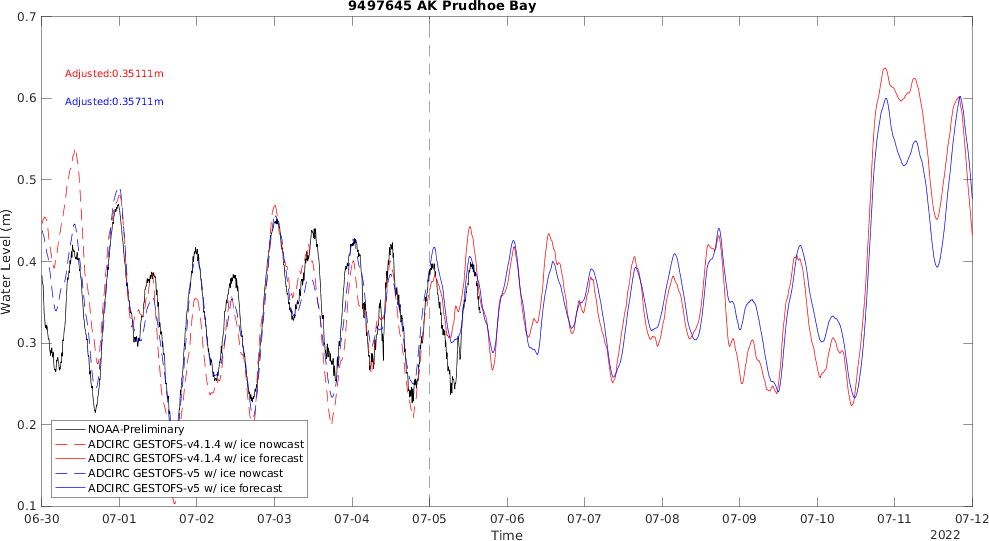 9497645 AK Prudhoe Bay
0.7
0.6
0.5
0.4
0.3
0.2
0.1
Water Level (m)
Adjusted:0.35111m
Adjusted:0.35711m
NOAA-Preliminary
ADCIRC GESTOFS-v4.1.4 w/ ice nowcast
ADCIRC GESTOFS-v4.1.4 w/ ice forecast
ADCIRC GESTOFS-v5 w/ ice nowcast
ADCIRC GESTOFS-v5 w/ ice forecast
06-30 07-01 07-02 07-03 07-04 07-05 07-06 07-07 07-08 07-09 07-10 07-11 07-12
Time
2022